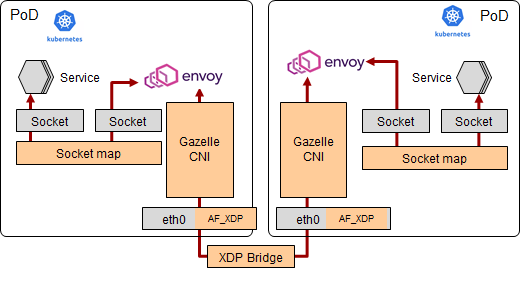 PoD
kubernetes
Service
envoy
Socket
Socket
Socket map
Gazelle
CNI
eth0
AF_XDP
PoD
kubernetes
envoy
Service
Gazelle
CNI
Socket
Socket
Socket map
eth0
AF_XDP
XDP Bridge